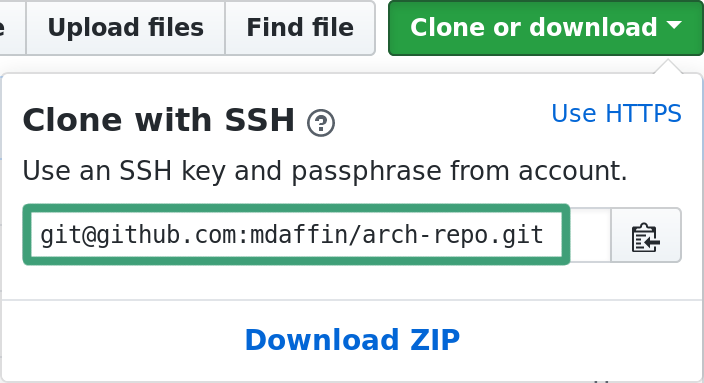 Upload files Find file Clone or download
Clone with SSH ? Use HTTPS
Use an SSH key and passphrase from account.
git@github.com:mdaffin/arch-repo.git
Download ZIP